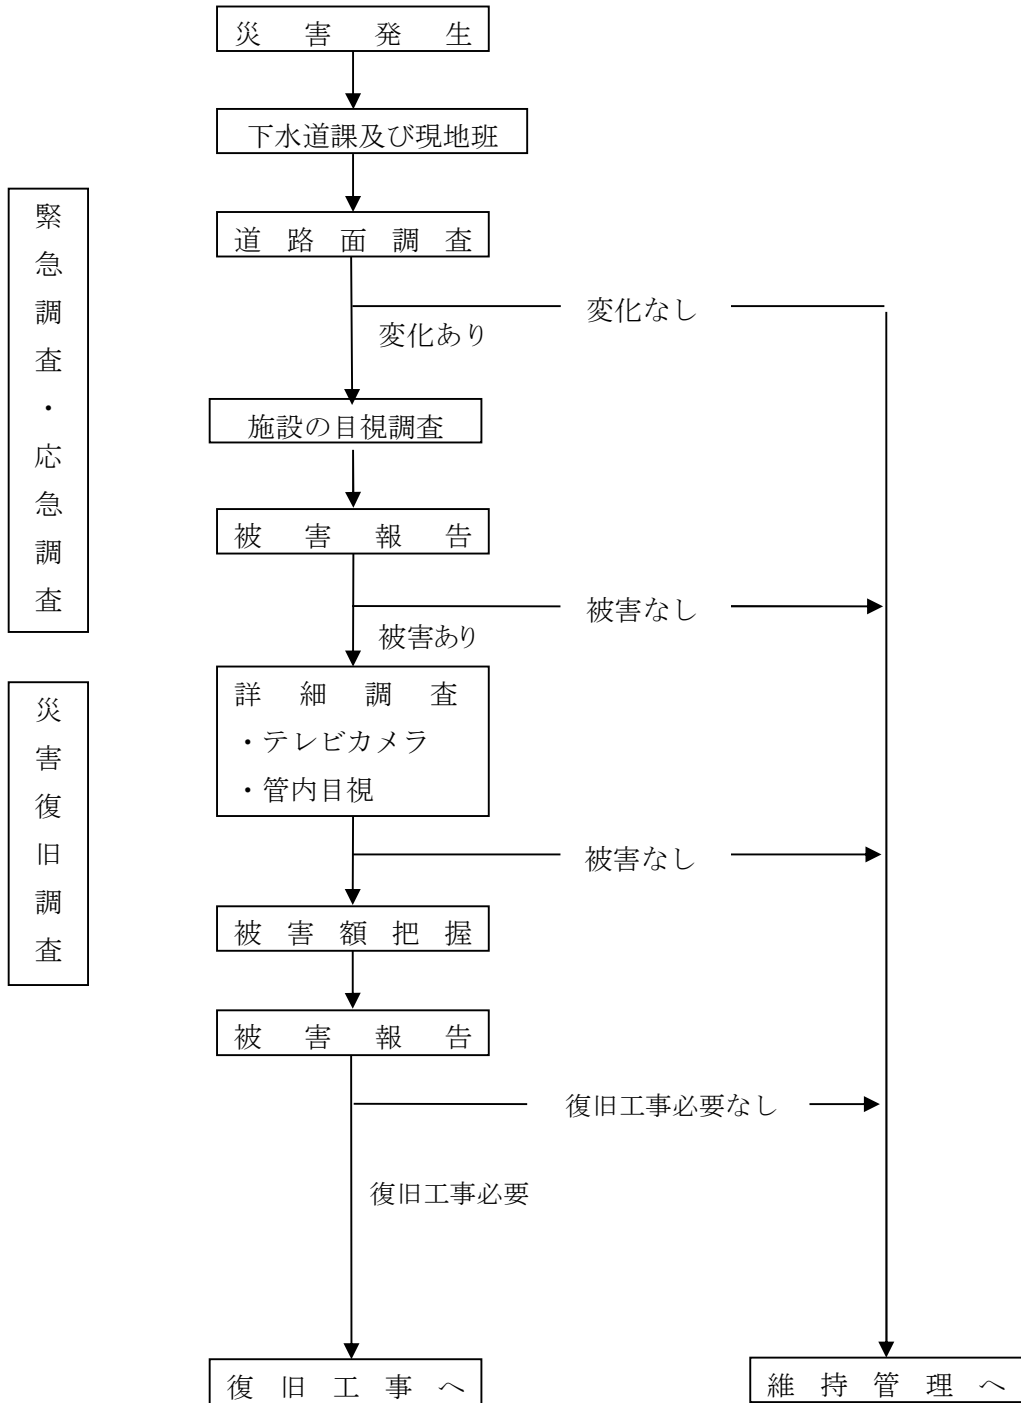 災害発生
下水道課及び現地班
緊急調査・応急調査
道路面調査
変化なし
変化あり
施設の目視調査
被害報告
被害なし
被害あり
災害復旧調査
詳細調査
・テレビカメラ
・管内目視
被害なし
被害額把握
被害報告
復旧工事必要なし
復旧工事必要
復旧工事へ
維持管理へ